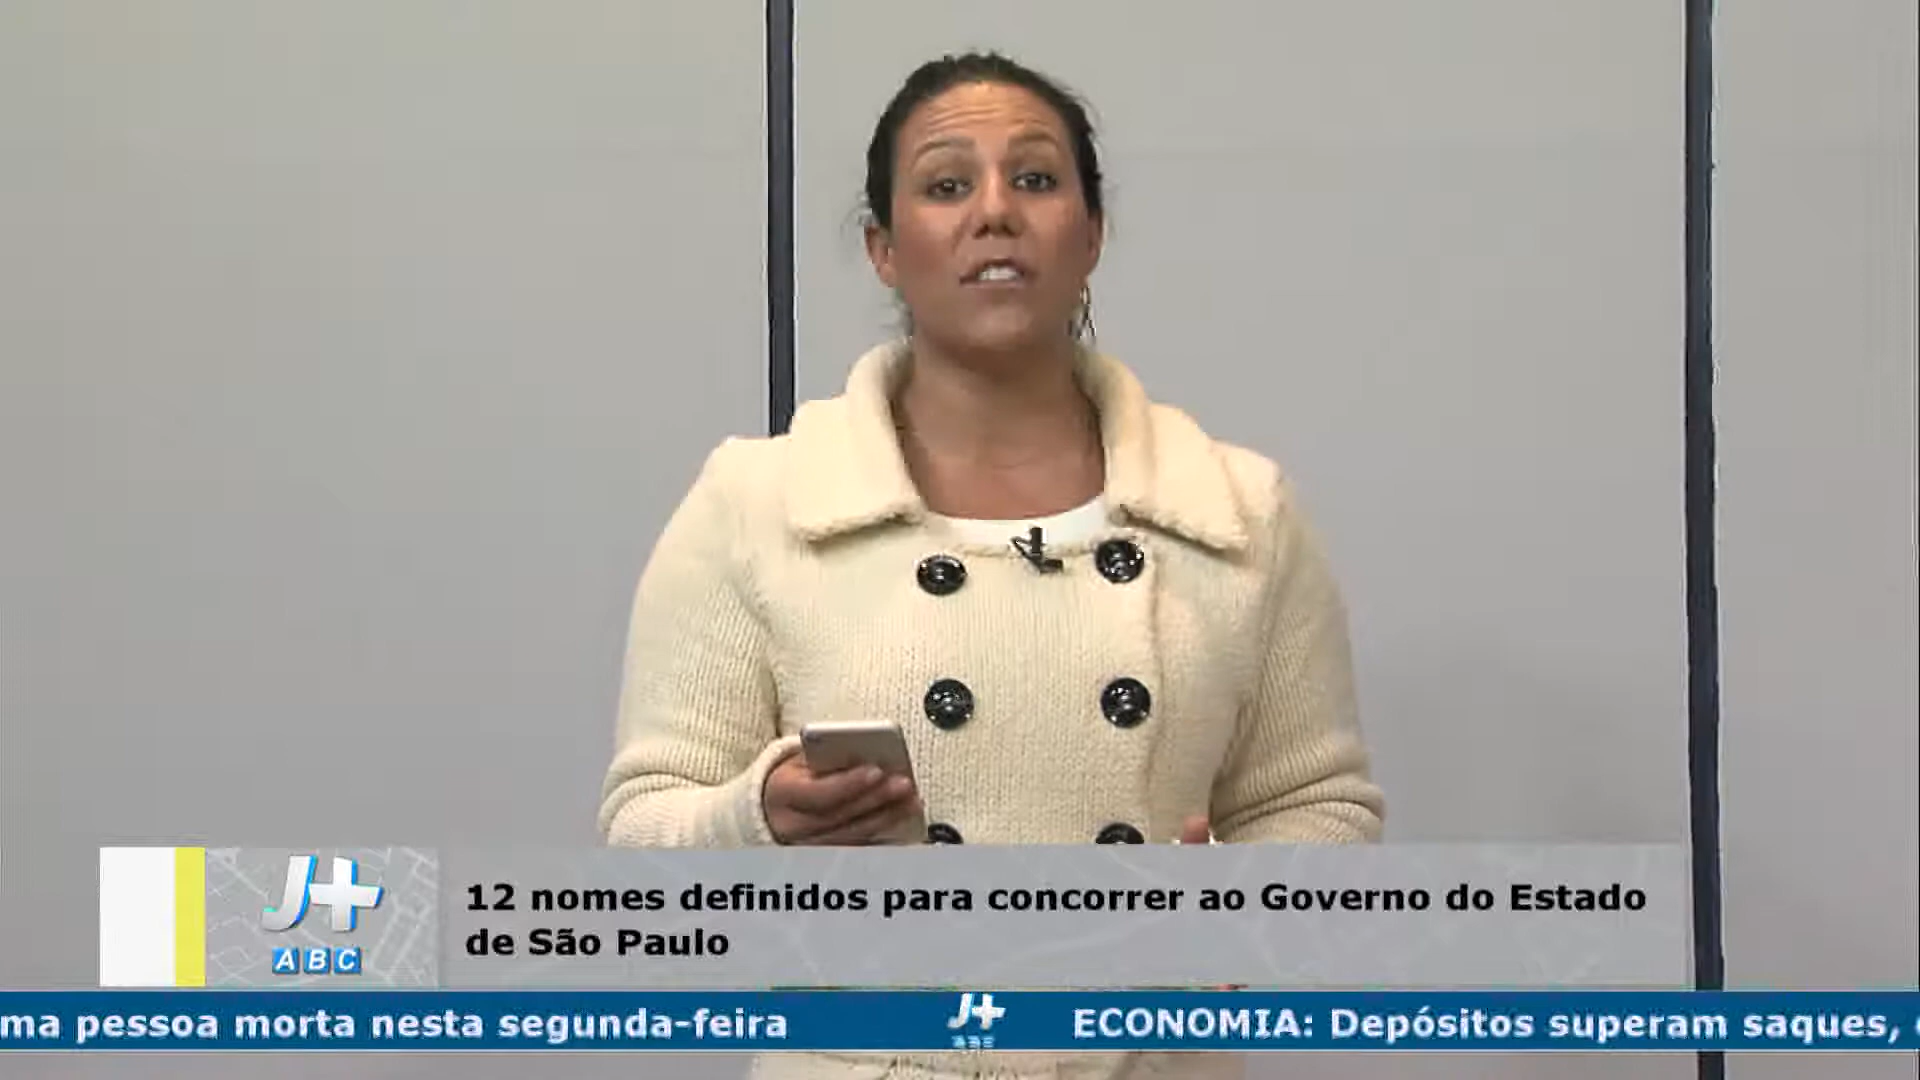 J+
ABC
12 nomes definidos para concorrer ao Governo do Estado
de São Paulo
ma pessoa morta nesta segunda-feira
J+
ABC
ECONOMIA: Depósitos superam saques,